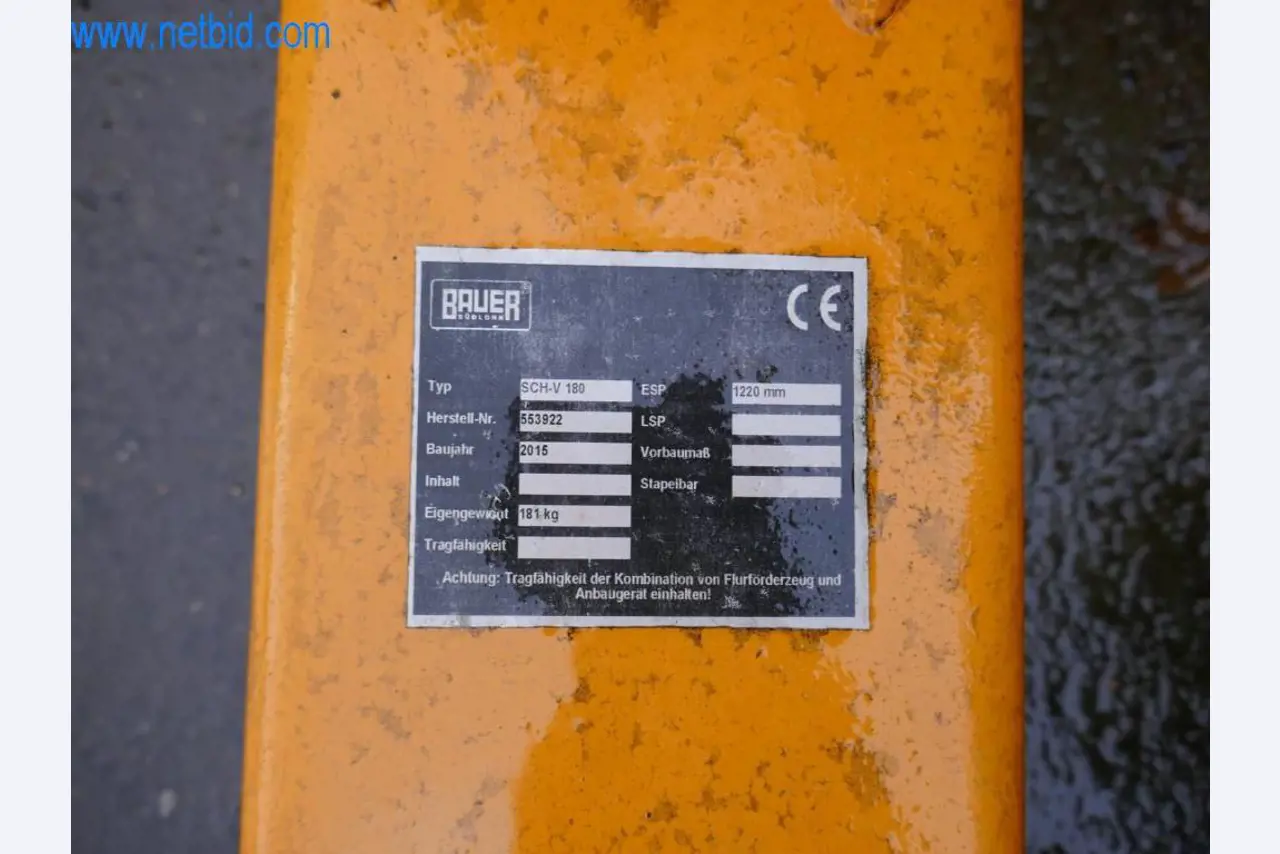 www.netbid.com
BAUER®
SÜDLOHN
CE
Typ SCH-V 180 ESP 1220 mm
Herstell-Nr. 553922 LSP
Baujahr 2015 Vorbaumaß
Inhalt Stapelbar
Eigengewicht 181 kg
Tragfähigkeit
Achtung: Tragfähigkeit der Kombination von Flurförderzeug und
Anbaugerät einhalten!